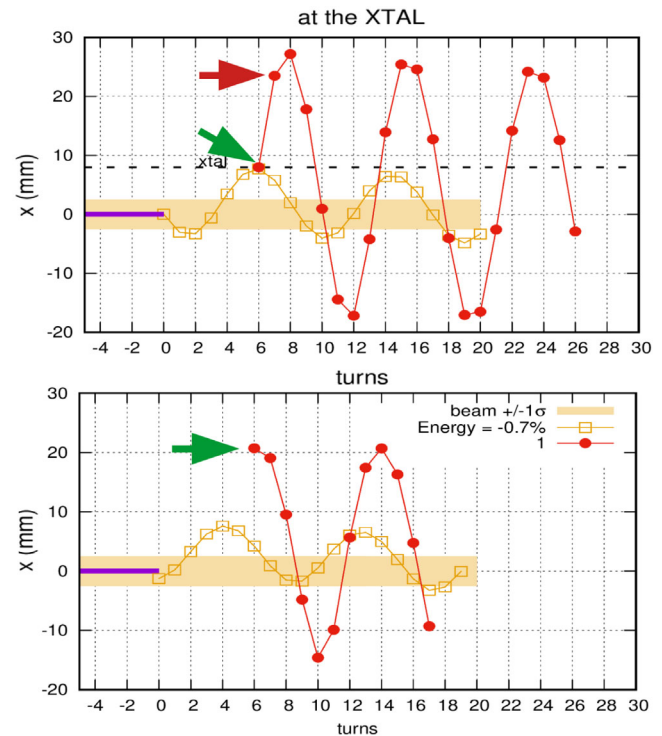 at the XTAL
30
20
10
0
-10
-20
x (mm)
xtal
-4 -2 0 2 4 6 8 10 12 14 16 18 20 22 24 26 28 30
turns
30
20
10
0
-10
-20
x (mm)
beam +/-1σ
Energy = -0.7%
1
-4 -2 0 2 4 6 8 10 12 14 16 18 20 22 24 26 28 30
turns